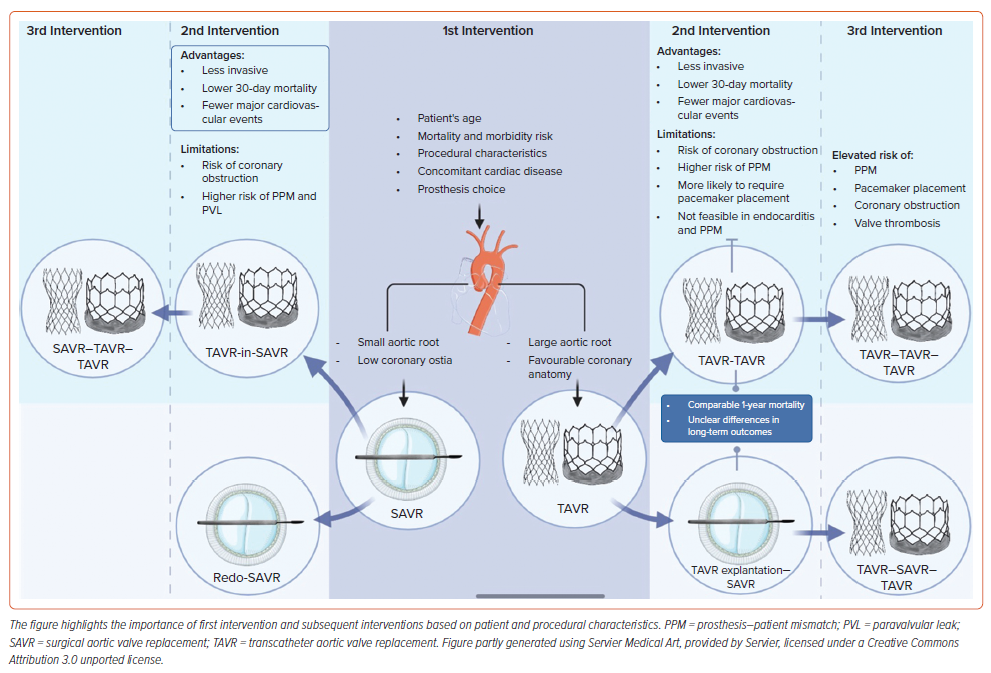 3rd Intervention
2nd Intervention
1st Intervention
2nd Intervention
3rd Intervention
Advantages:
• Less invasive
• Lower 30-day mortality
• Fewer major cardiovas-
cular events
Limitations:
• Risk of coronary
obstruction
• Higher risk of PPM and
PVL
• Patient's age
• Mortality and morbidity risk
• Procedural characteristics
• Concomitant cardiac disease
• Prosthesis choice
Advantages:
• Less invasive
• Lower 30-day mortality
• Fewer major cardiovas-
cular events
Limitations:
• Risk of coronary obstruction
• Higher risk of PPM
• More likely to require
pacemaker placement
• Not feasible in endocarditis
and PPM
Elevated risk of:
• PPM
• Pacemaker placement
• Coronary obstruction
• Valve thrombosis
SAVR–TAVR–
TAVR
TAVR-in-SAVR
- Small aortic root
- Low coronary ostia
- Large aortic root
- Favourable coronary
anatomy
TAVR-TAVR
TAVR–TAVR–
TAVR
• Comparable 1-year mortality
• Unclear differences in
long-term outcomes
SAVR
TAVR
Redo-SAVR
TAVR explantation–
SAVR
TAVR–SAVR–
TAVR
The figure highlights the importance of first intervention and subsequent interventions based on patient and procedural characteristics. PPM = prosthesis–patient mismatch; PVL = paravalvular leak;
SAVR = surgical aortic valve replacement; TAVR = transcatheter aortic valve replacement. Figure partly generated using Servier Medical Art, provided by Servier, licensed under a Creative Commons
Attribution 3.0 unported license.